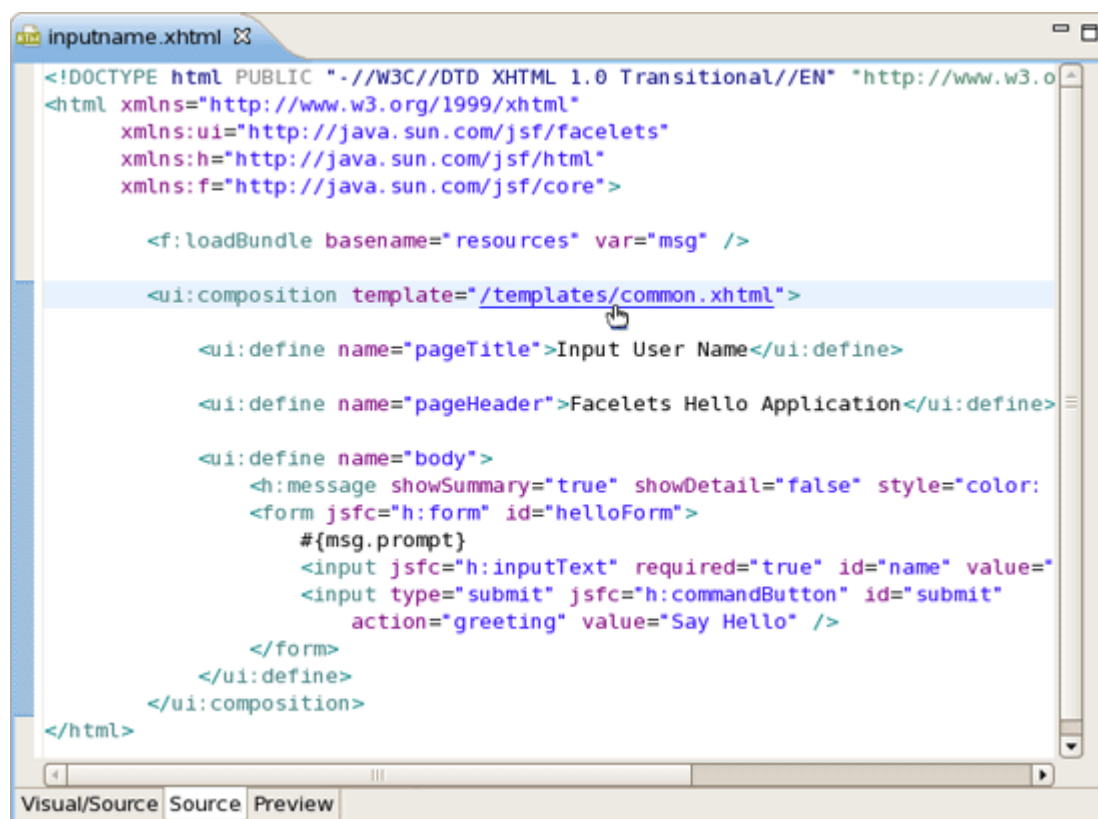 inputname.xhtml
<!DOCTYPE html PUBLIC "-//W3C//DTD XHTML 1.0 Transitional//EN" "http://www.w3.o
<html xmlns="http://www.w3.org/1999/xhtml"
xmlns:ui="http://java.sun.com/jsf/facelets"
xmlns:h="http://java.sun.com/jsf/html"
xmlns:f="http://java.sun.com/jsf/core">
<f:loadBundle basename="resources" var="msg" />
<ui:composition template="/templates/common.xhtml">
<ui:define name="pageTitle">Input User Name</ui:define>
<ui:define name="pageHeader">Facelets Hello Application</ui:define>
<ui:define name="body">
<h:message showSummary="true" showDetail="false" style="color:
<form jsfc="h:form" id="helloForm">
#{msg.prompt}
<input jsfc="h:inputText" required="true" id="name" value="
<input type="submit" jsfc="h:commandButton" id="submit"
action="greeting" value="Say Hello" />
</form>
</ui:define>
</ui:composition>
</html>
Visual/Source Source Preview